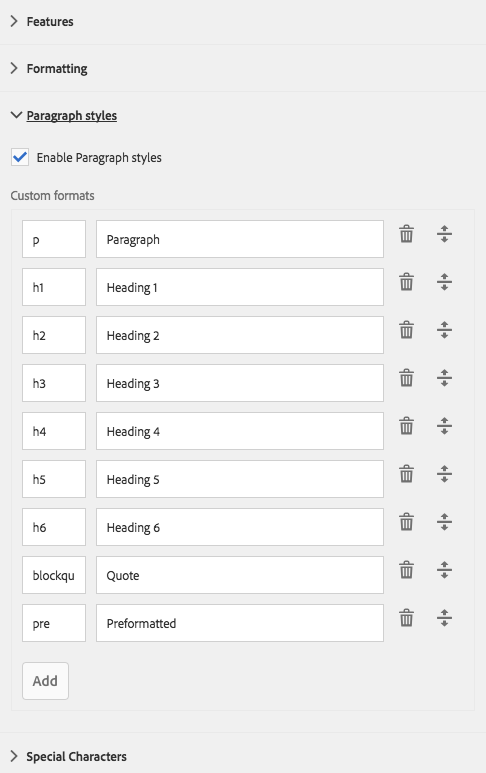 Features
Formatting
Paragraph styles
Enable Paragraph styles
Custom formats
p Paragraph
h1 Heading 1
h2 Heading 2
h3 Heading 3
h4 Heading 4
h5 Heading 5
h6 Heading 6
blockqu Quote
pre Preformatted
Add
Special Characters